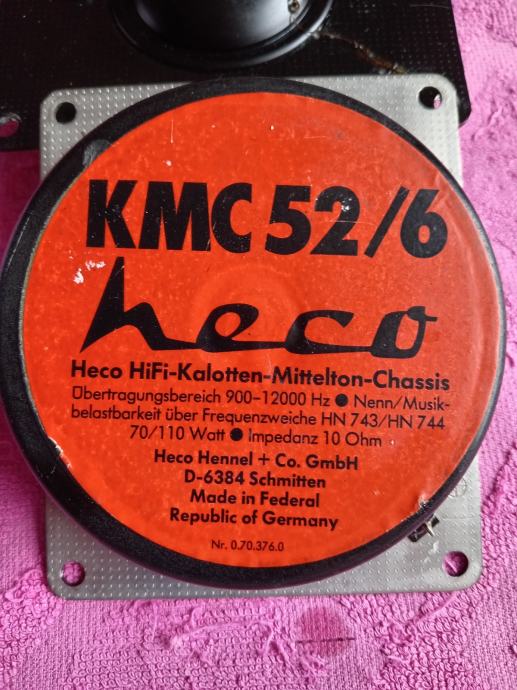 KMC 52/6
heco
Heco HiFi-Kalotten-Mittelton-Chassis
Übertragungsbereich 900-12000 Hz ● Nenn/Musik-
belastbarkeit über Frequenzweiche HN 743/HN 744
70/110 Watt ● Impedanz 10 Ohm
Heco Hennel + Co. GmbH
D-6384 Schmitten
Made in Federal
Republic of Germany
Nr. 0.70.376.0